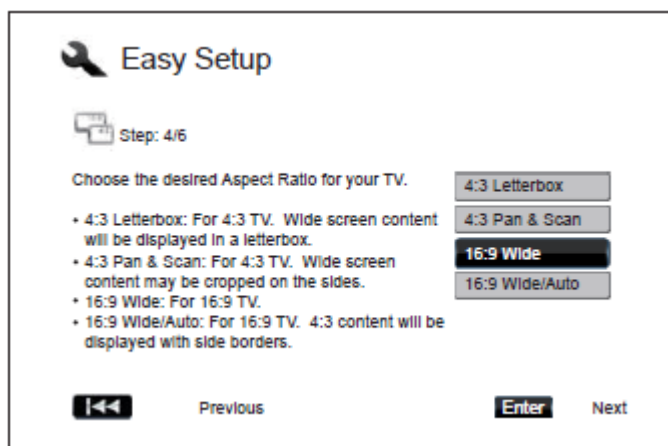 Easy Setup
Step: 4/6
Choose the desired Aspect Ratio for your TV.
• 4:3 Letterbox: For 4:3 TV. Wide screen content
will be displayed in a letterbox.
• 4:3 Pan & Scan: For 4:3 TV. Wide screen
content may be cropped on the sides.
• 16:9 Wide: For 16:9 TV.
• 16:9 Wide/Auto: For 16:9 TV. 4:3 content will be
displayed with side borders.
4:3 Letterbox
4:3 Pan & Scan
16:9 Wide
16:9 Wide/Auto
Previous
Enter Next